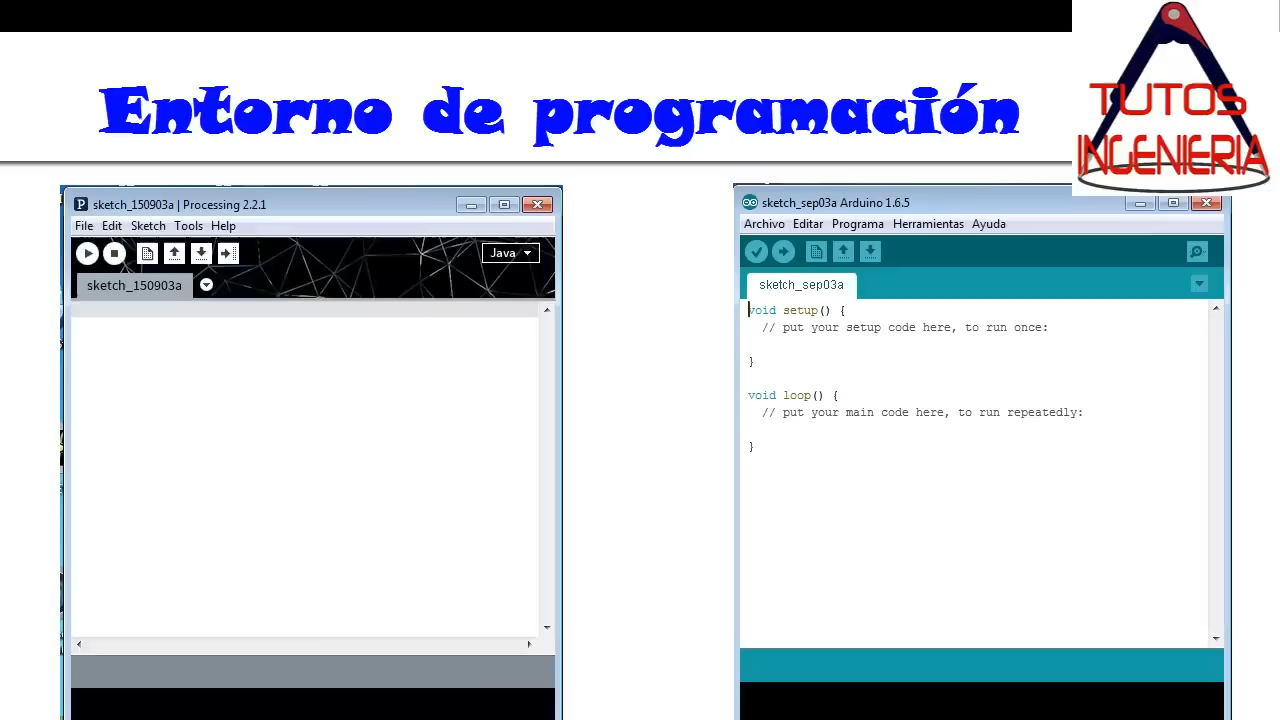 Entorno de programación
TUTOS
INGENIERIA
sketch_150903a | Processing 2.2.1
File Edit Sketch Tools Help
Java
sketch_150903a
sketch_sep03a Arduino 1.6.5
Archivo Editar Programa Herramientas Ayuda
sketch_sep03a
void setup() {
// put your setup code here, to run once:
}
void loop() {
// put your main code here, to run repeatedly:
}